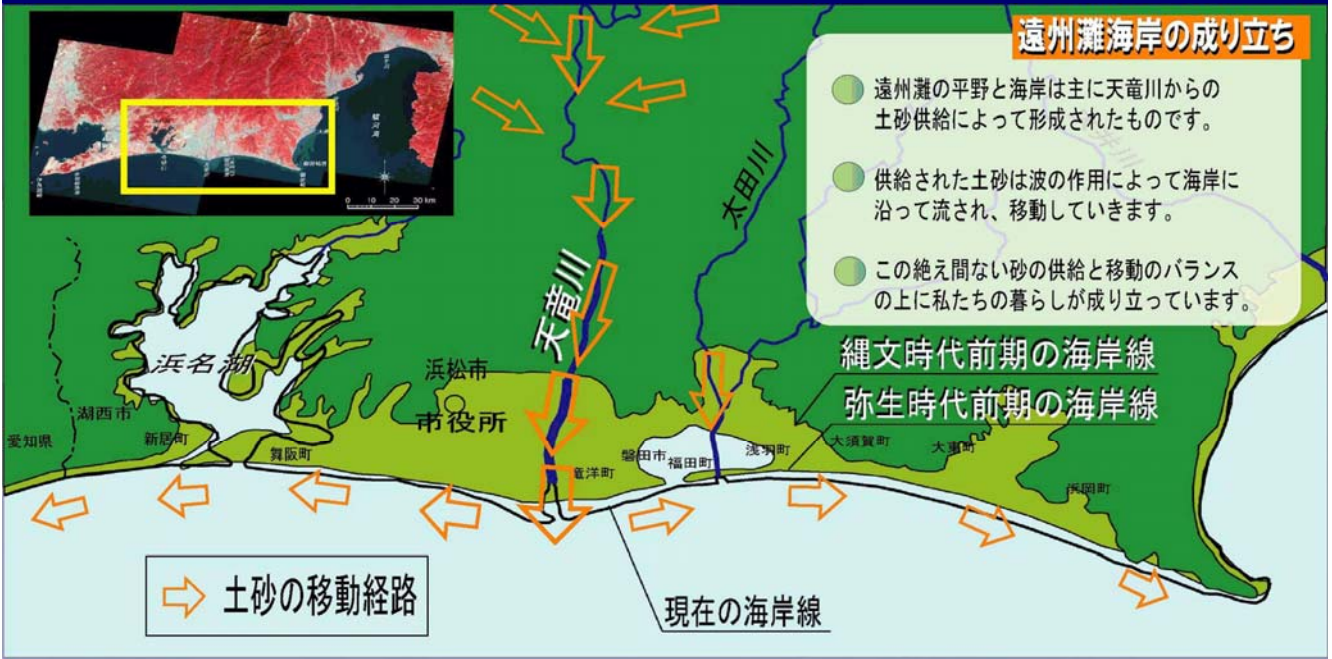 遠州灘海岸の成り立ち
遠州灘の平野と海岸は主に天竜川からの
土砂供給によって形成されたものです。
供給された土砂は波の作用によって海岸に
沿って流され、移動していきます。
この絶え間ない砂の供給と移動のバランス
の上に私たちの暮らしが成り立っています。
駿河湾
0 10 20 30 km
太田川
天竜川
浜名湖
浜松市
市役所
縄文時代前期の海岸線
弥生時代前期の海岸線
湖西市
愛知県
新居町
舞阪町
竜洋町
磐田市
福田町
浅羽町
大須賀町
大東町
浜岡町
土砂の移動経路
現在の海岸線